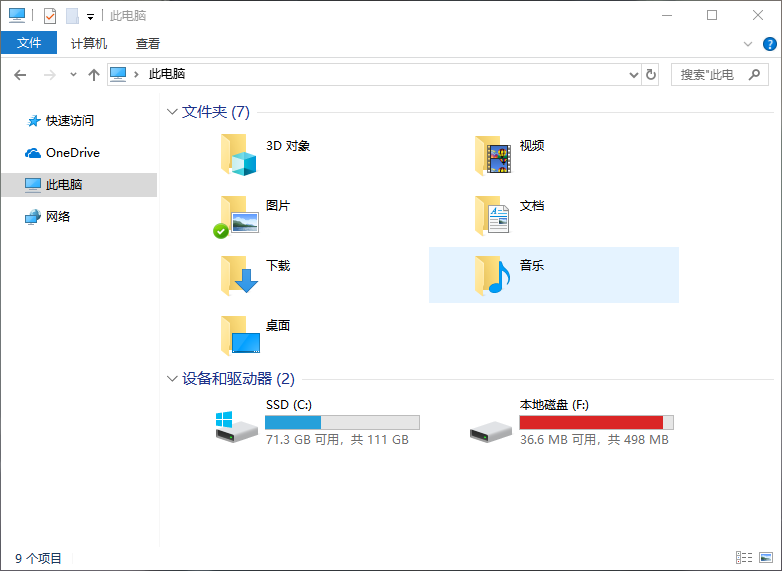 此电脑
文件 计算机 查看
此电脑 搜索"此电
快速访问
OneDrive
此电脑
网络
文件夹 (7)
3D 对象
视频
图片
文档
下载
音乐
桌面
设备和驱动器 (2)
SSD (C:)
71.3 GB 可用，共 111 GB
本地磁盘 (F:)
36.6 MB 可用，共 498 MB
9 个项目